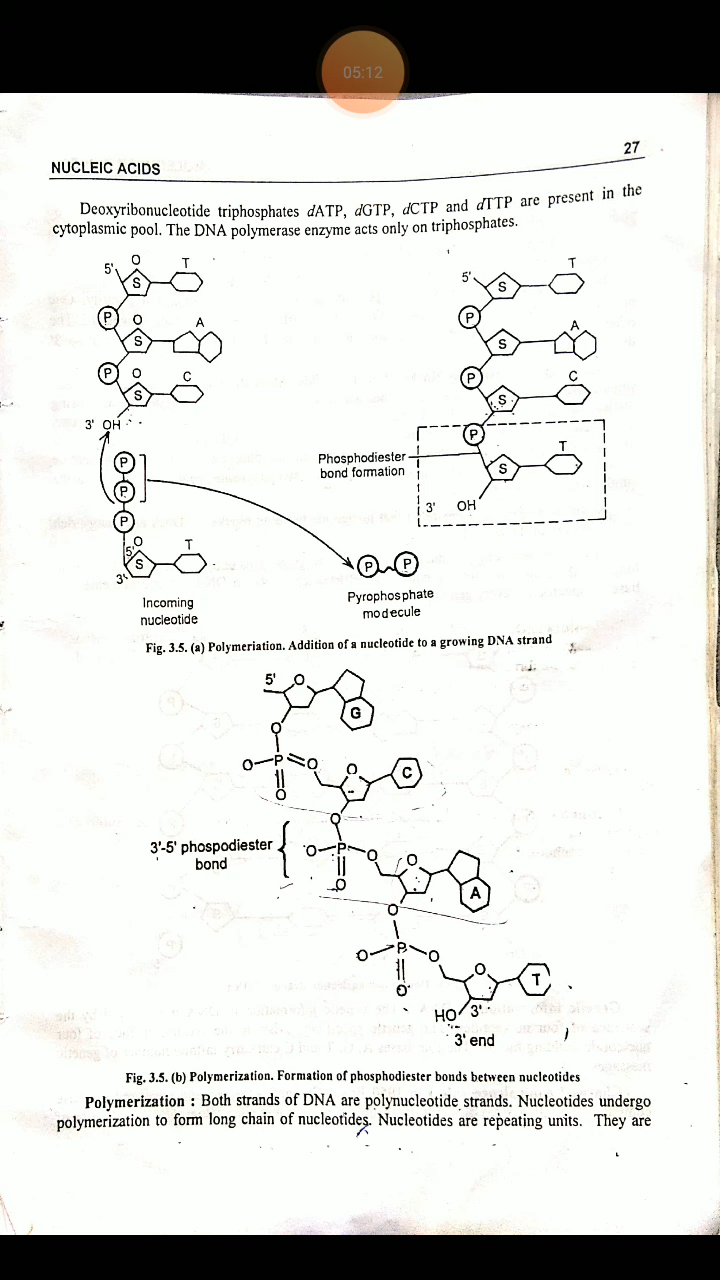 05:12
27
NUCLEIC ACIDS
Deoxyribonucleotide triphosphates dATP, dGTP, dCTP and dTTP are present in the
cytoplasmic pool. The DNA polymerase enzyme acts only on triphosphates.
5' O T
S
P O A
S
P O C
S
3' OH
P
P
P
5' O T
S
3'
Incoming
nucleotide
5' T
S
P A
S
P C
S
P T
Phosphodiester
bond formation
S
3' OH
P P
Pyrophosphate
modecule
Fig. 3.5. (a) Polymeriation. Addition of a nucleotide to a growing DNA strand
5' O
G
O
O P O O C
O
O
3'-5' phospodiester
bond
O P O O
O A
O
O P O
O O T
HO 3'
3' end
Fig. 3.5. (b) Polymerization. Formation of phosphodiester bonds between nucleotides
Polymerization : Both strands of DNA are polynucleotide strands. Nucleotides undergo
polymerization to form long chain of nucleotides. Nucleotides are repeating units. They are